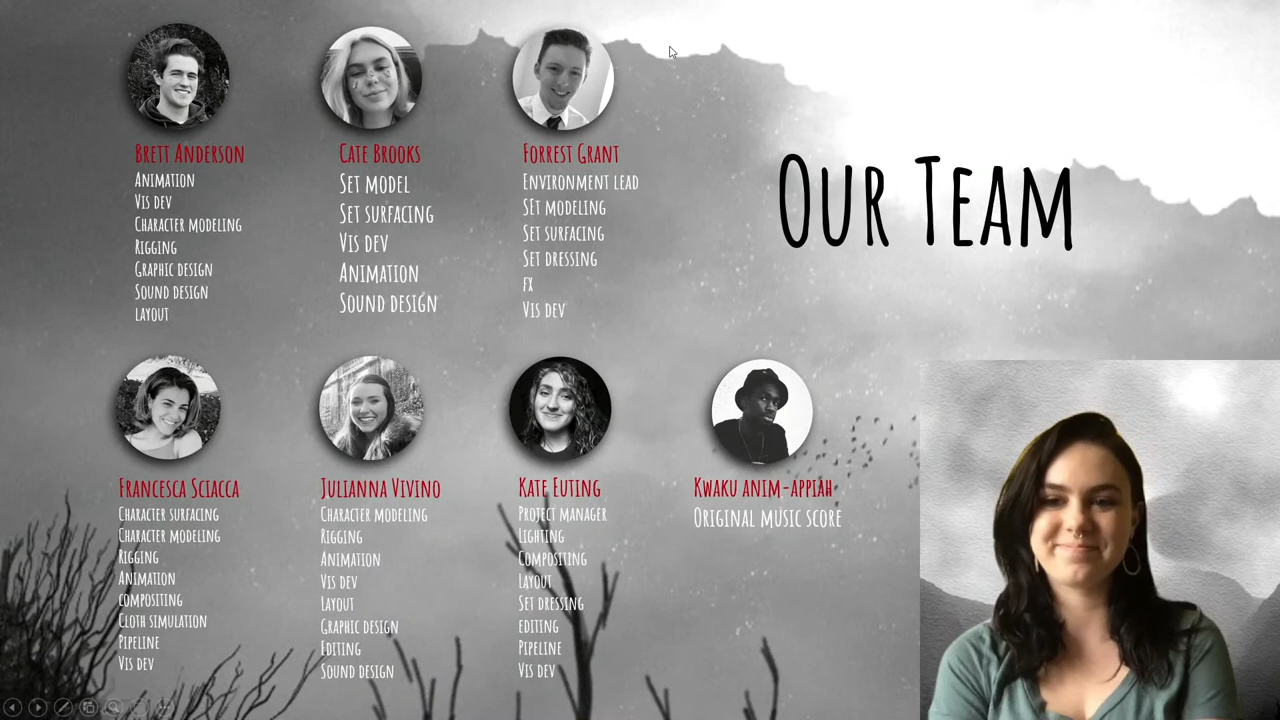 Our Team
Brett Anderson
Animation
Vis dev
Character modeling
Rigging
Graphic design
Sound design
layout
Cate Brooks
Set model
Set surfacing
Vis dev
Animation
Sound design
Forrest Grant
Environment lead
SEt modeling
Set surfacing
Set dressing
fx
Vis dev
Francesca Sciacca
Character surfacing
Character modeling
Rigging
Animation
compositing
Cloth simulation
Pipeline
Vis dev
Julianna Vivino
Character modeling
Rigging
Animation
Vis dev
Layout
Graphic design
Editing
Sound design
Kate Euting
Project manager
Lighting
Compositing
Layout
Set dressing
editing
Pipeline
Vis dev
Kwaku anim-appiah
Original music score